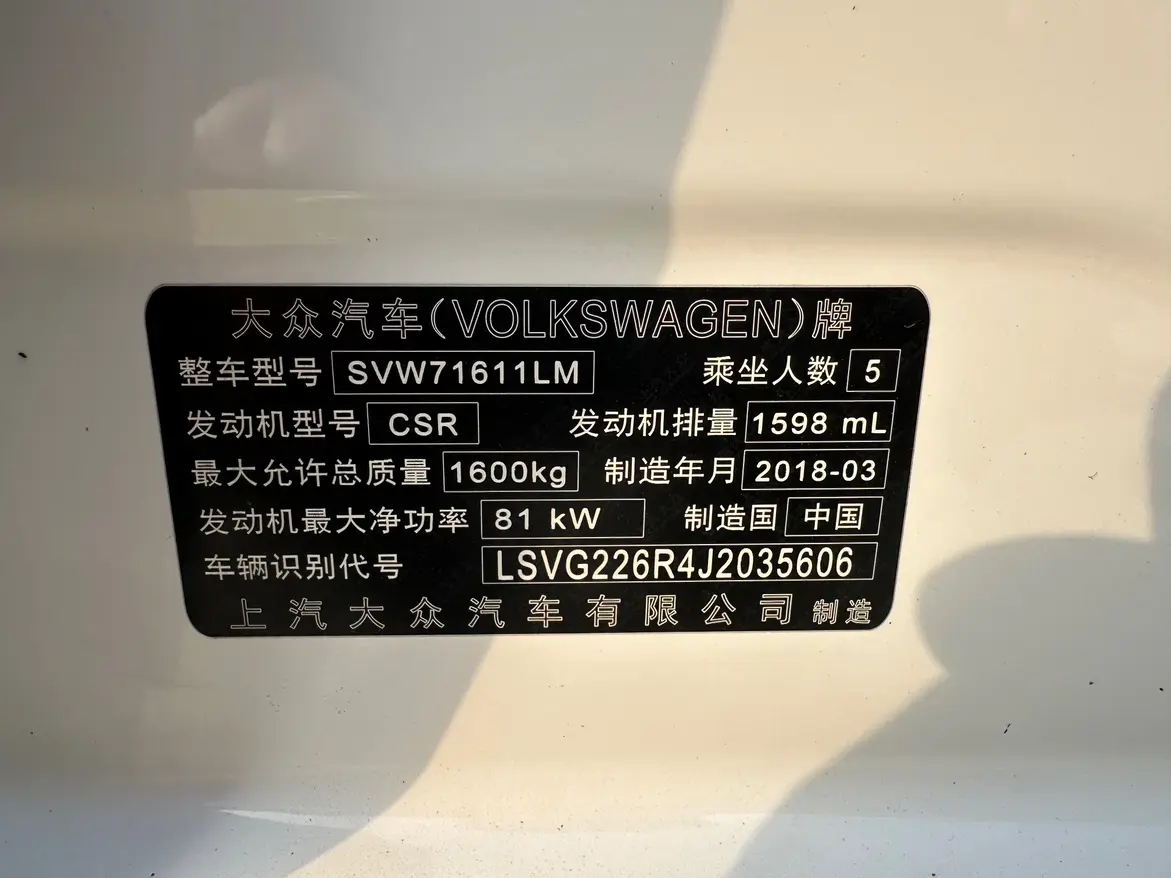 大众汽车(VOLKSWAGEN)牌
整车型号 SVW71611LM 乘坐人数 5
发动机型号 CSR 发动机排量 1598 mL
最大允许总质量 1600kg 制造年月 2018-03
发动机最大净功率 81 kW 制造国 中国
车辆识别代号 LSVG226R4J2035606
上汽大众汽车有限公司 制造